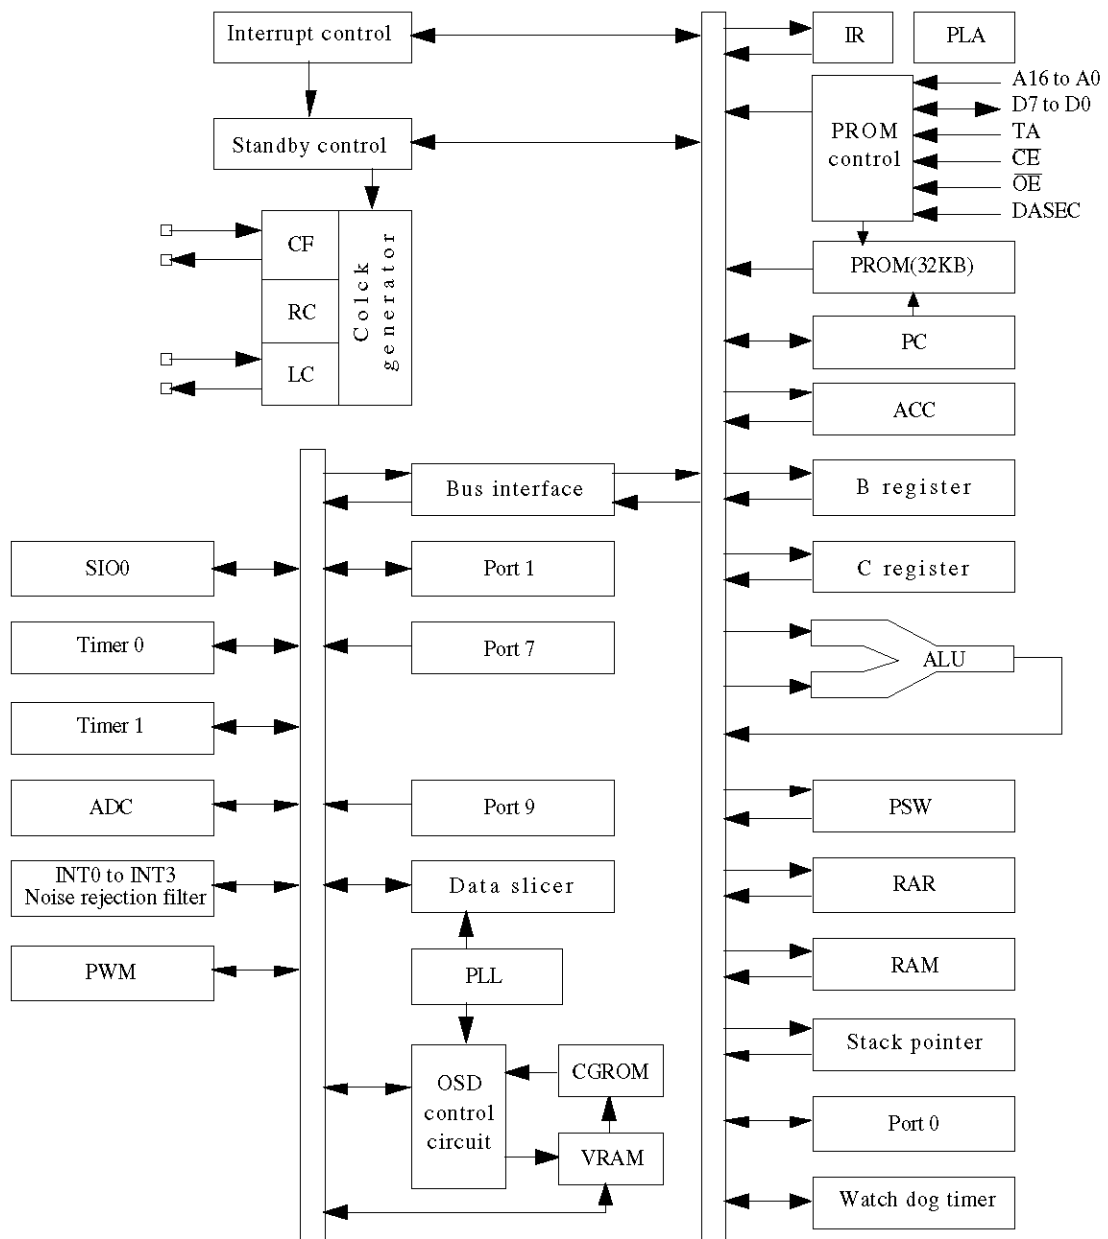 Interrupt control
IR
PLA
A16 to A0
D7 to D0
TA
CE
OE
DASEC
PROM
control
Standby control
CF
RC
LC
Colck
generator
PROM(32KB)
PC
ACC
Bus interface
B register
SIO0
Port 1
C register
Timer 0
Port 7
ALU
Timer 1
ADC
Port 9
PSW
INT0 to INT3
Noise rejection filter
Data slicer
RAR
PWM
PLL
RAM
Stack pointer
OSD
control
circuit
CGROM
VRAM
Port 0
Watch dog timer